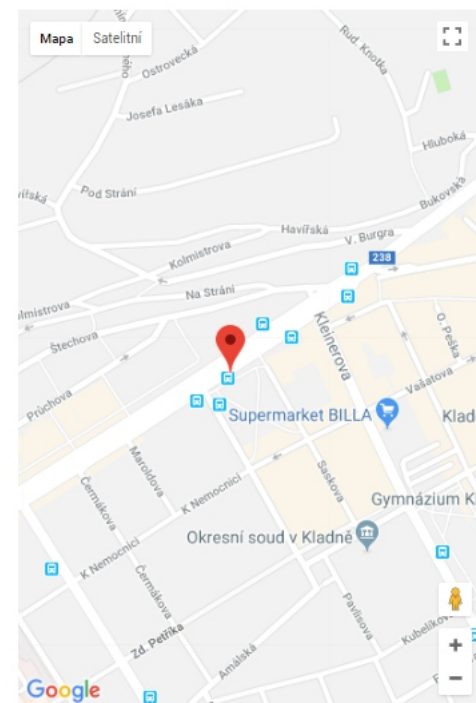 Mapa
Satelitní
Ostrovecká
Rud. Knotka
Josefa Lesáka
Hluboká
Pod Strání
Bukovská
Havířská
V. Burgra
238
Kolmistrova
Na Strání
Štechova
Kleinerova
O. Peška
Průchova
Vašatova
Supermarket BILLA
Maroldova
Saskova
K Nemocnici
Čermákova
Gymnázium K
Okresní soud v Kladně
K Nemocnici
Čermákova
Pavlisova
Zd. Petříka
Kubelíkova
Amálská
Google